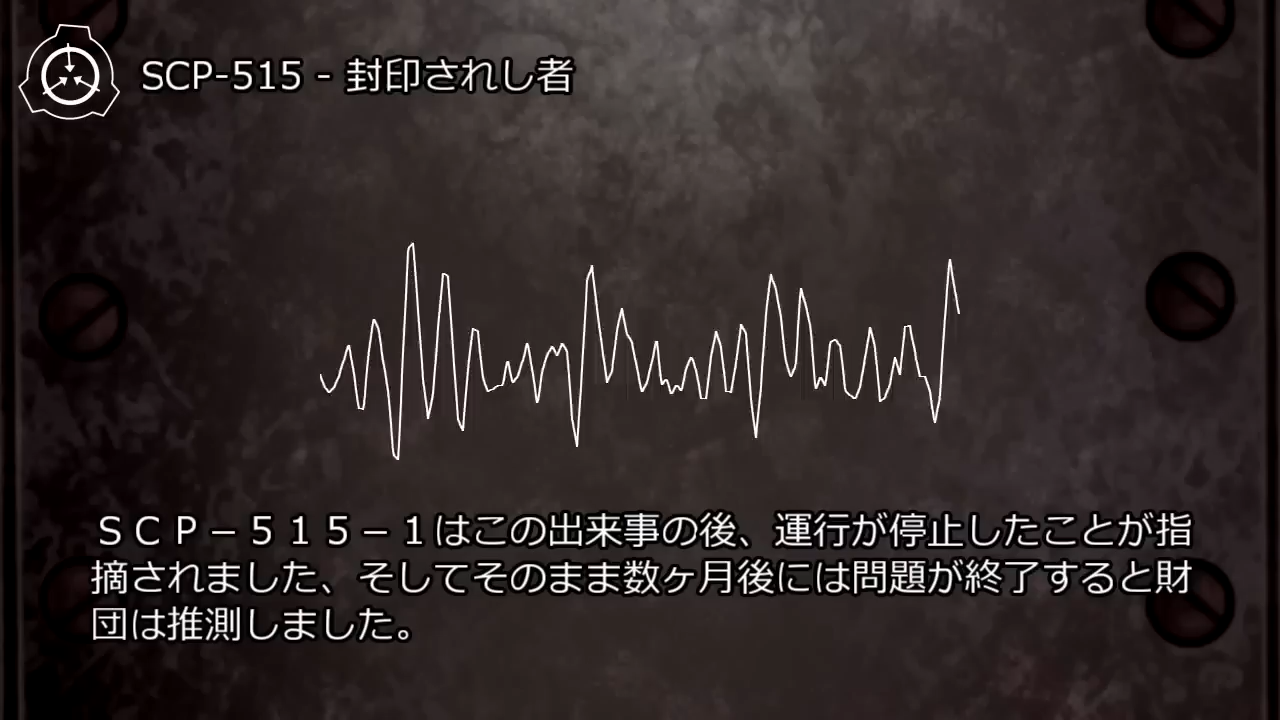 SCP-515 - 封印されし者
ＳＣＰ－５１５－１はこの出来事の後、運行が停止したことが指
摘されました、そしてそのまま数ヶ月後には問題が終了すると財
団は推測しました。